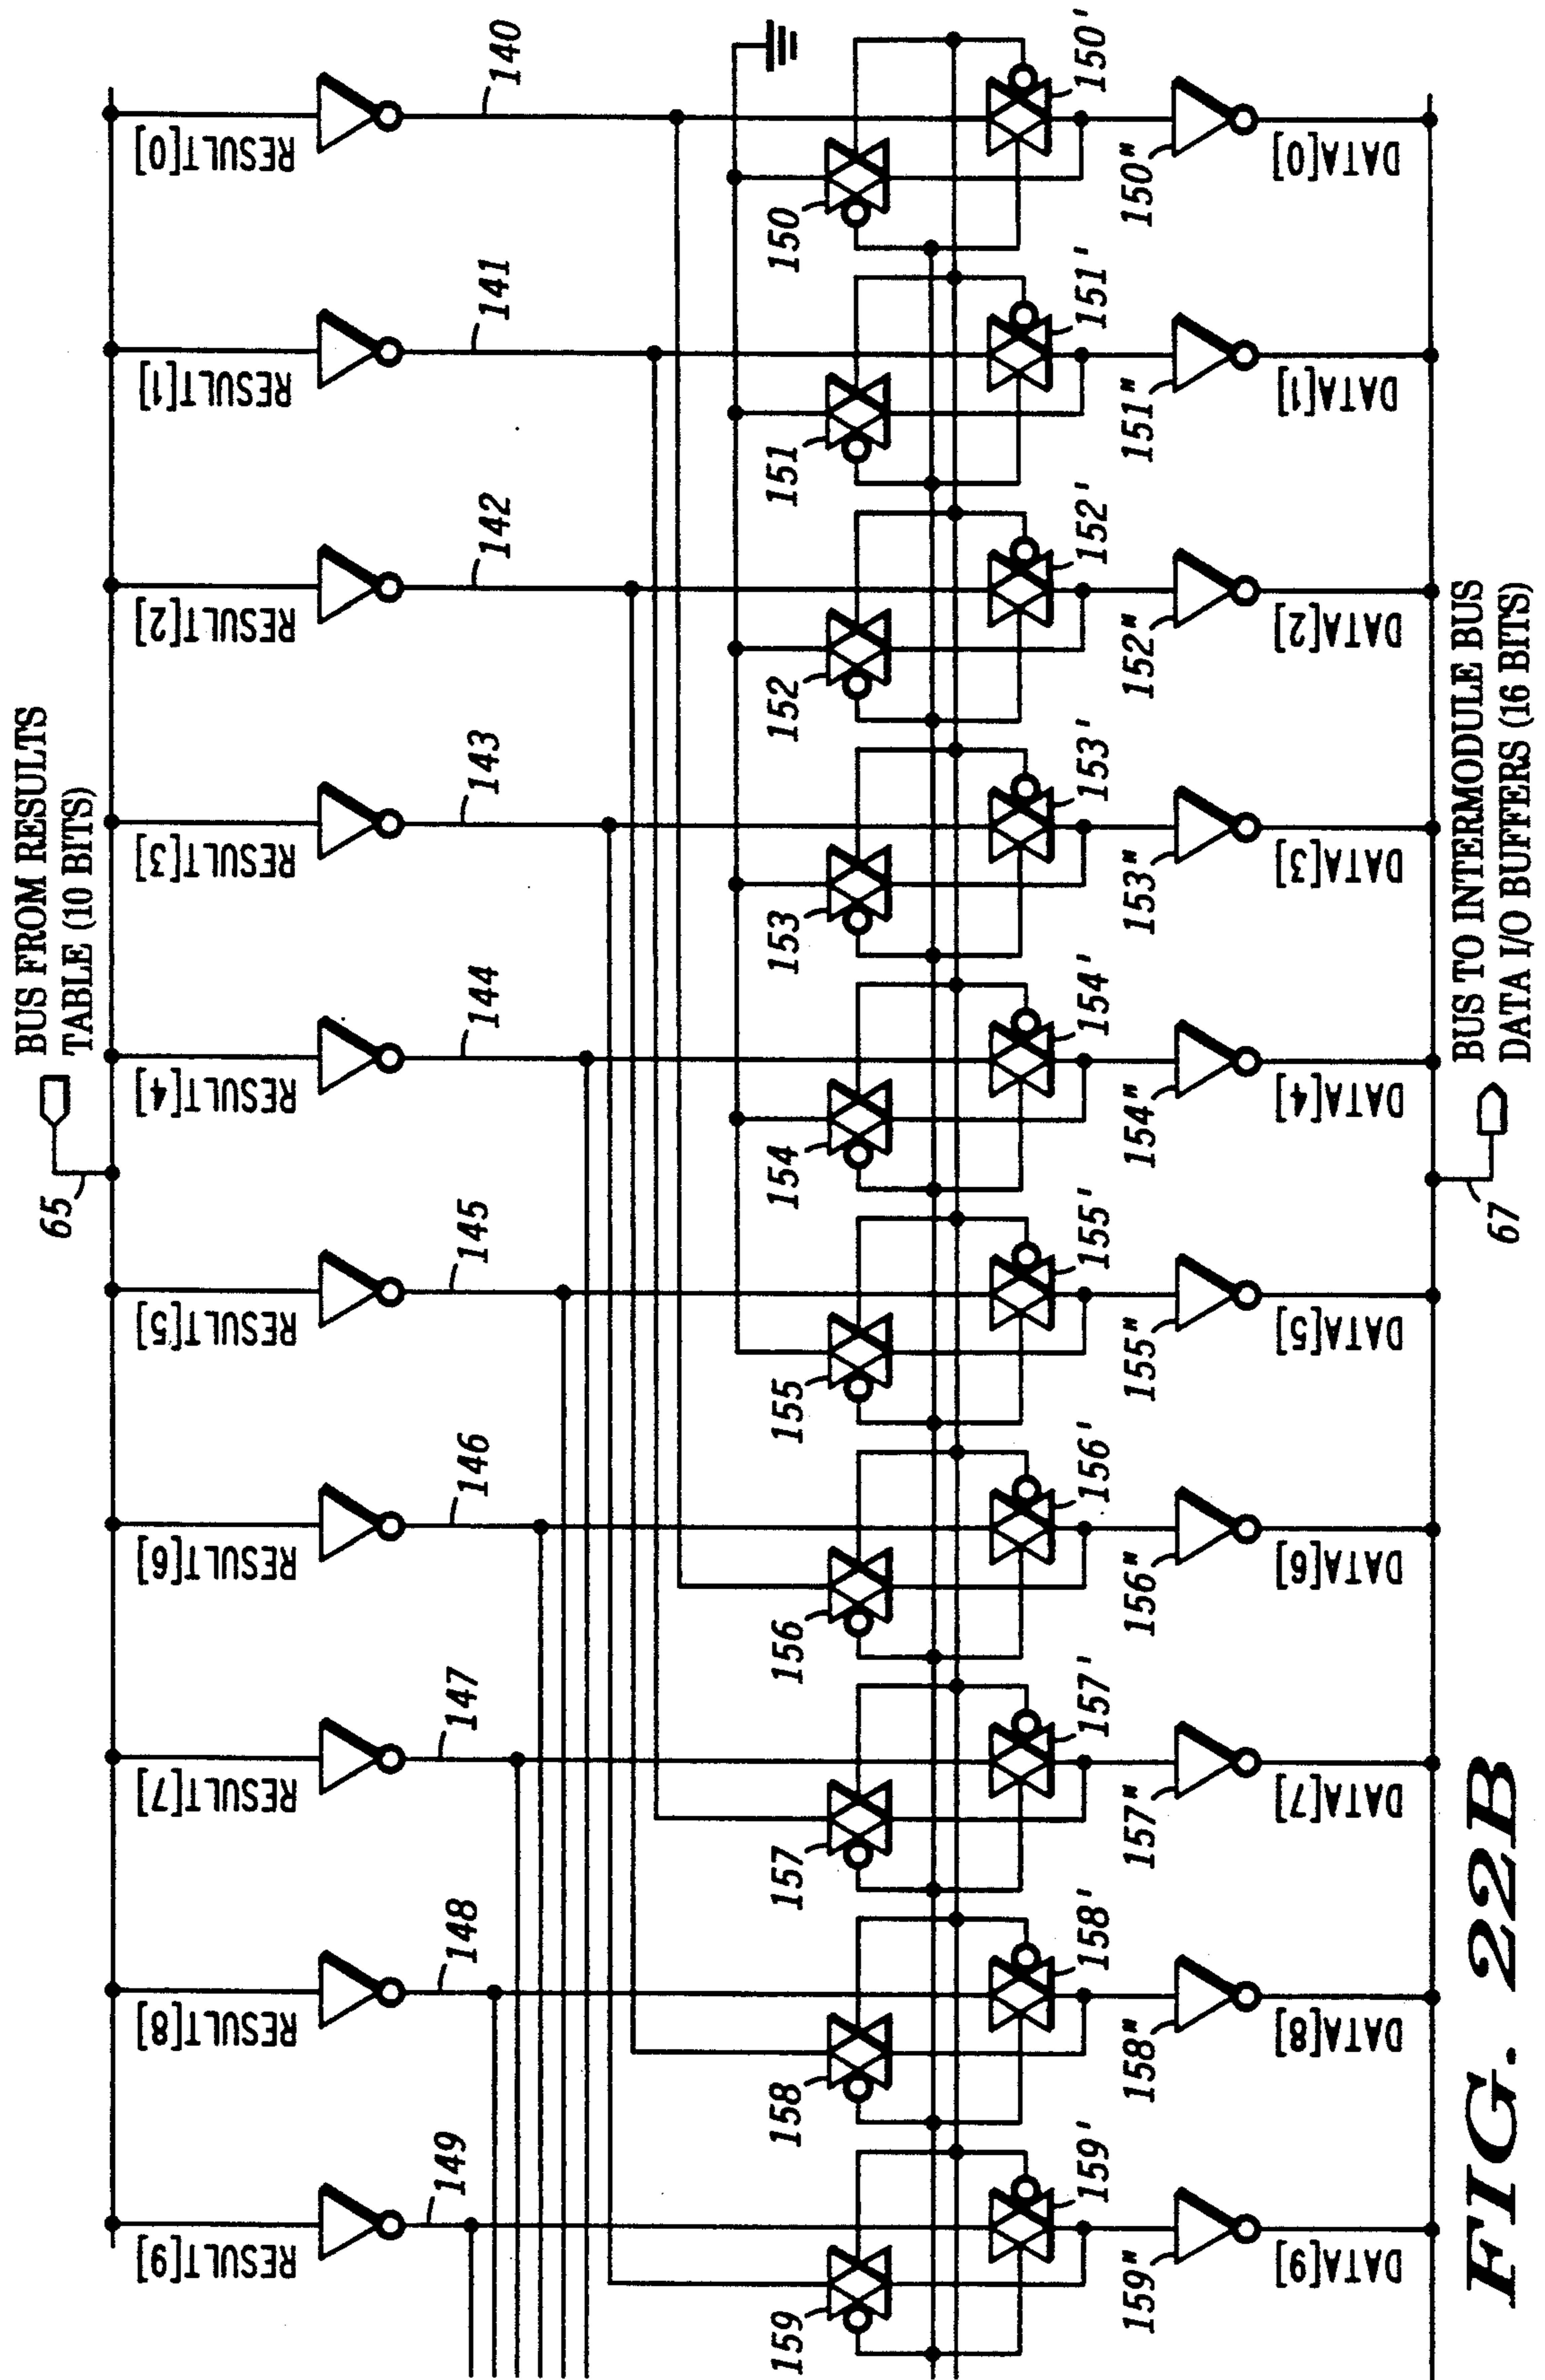 BUS FROM RESULTS
TABLE (10 BITS)
65
RESULT[9]
RESULT[8]
RESULT[7]
RESULT[6]
RESULT[5]
RESULT[4]
RESULT[3]
RESULT[2]
RESULT[1]
RESULT[0]
149
148
147
146
145
144
143
142
141
140
159
158
157
156
155
154
153
152
151
150
159'
158'
157'
156'
155'
154'
153'
152'
151'
150'
159"
158"
157"
156"
155"
154"
153"
152"
151"
150"
DATA[9]
DATA[8]
DATA[7]
DATA[6]
DATA[5]
DATA[4]
DATA[3]
DATA[2]
DATA[1]
DATA[0]
67
BUS TO INTERMODULE BUS
DATA I/O BUFFERS (16 BITS)
FIG. 22B